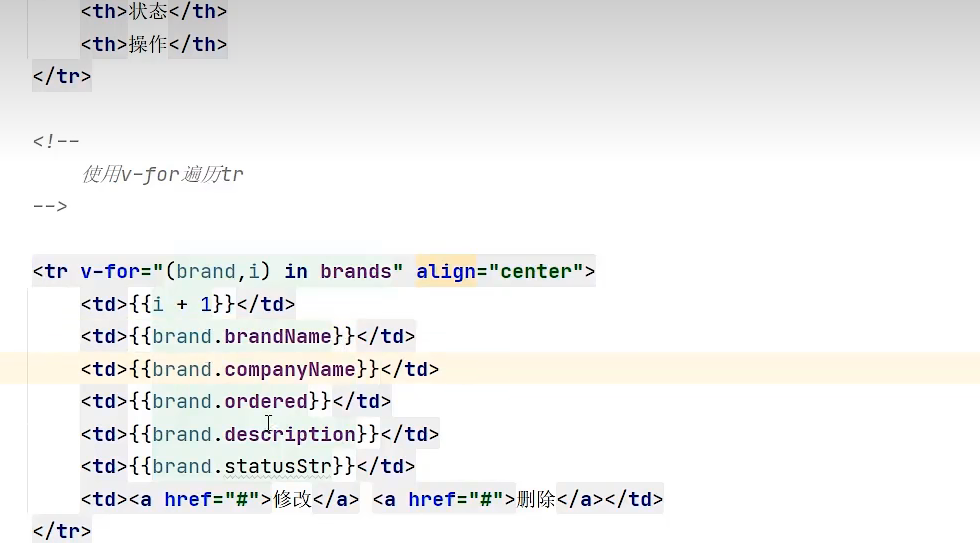 <th>状态</th>
<th>操作</th>
</tr>
<!--
使用v-for遍历tr
-->
<tr v-for="(brand,i) in brands" align="center">
<td>{{i + 1}}</td>
<td>{{brand.brandName}}</td>
<td>{{brand.companyName}}</td>
<td>{{brand.ordered}}</td>
<td>{{brand.description}}</td>
<td>{{brand.statusStr}}</td>
<td><a href="#">修改</a> <a href="#">删除</a></td>
</tr>